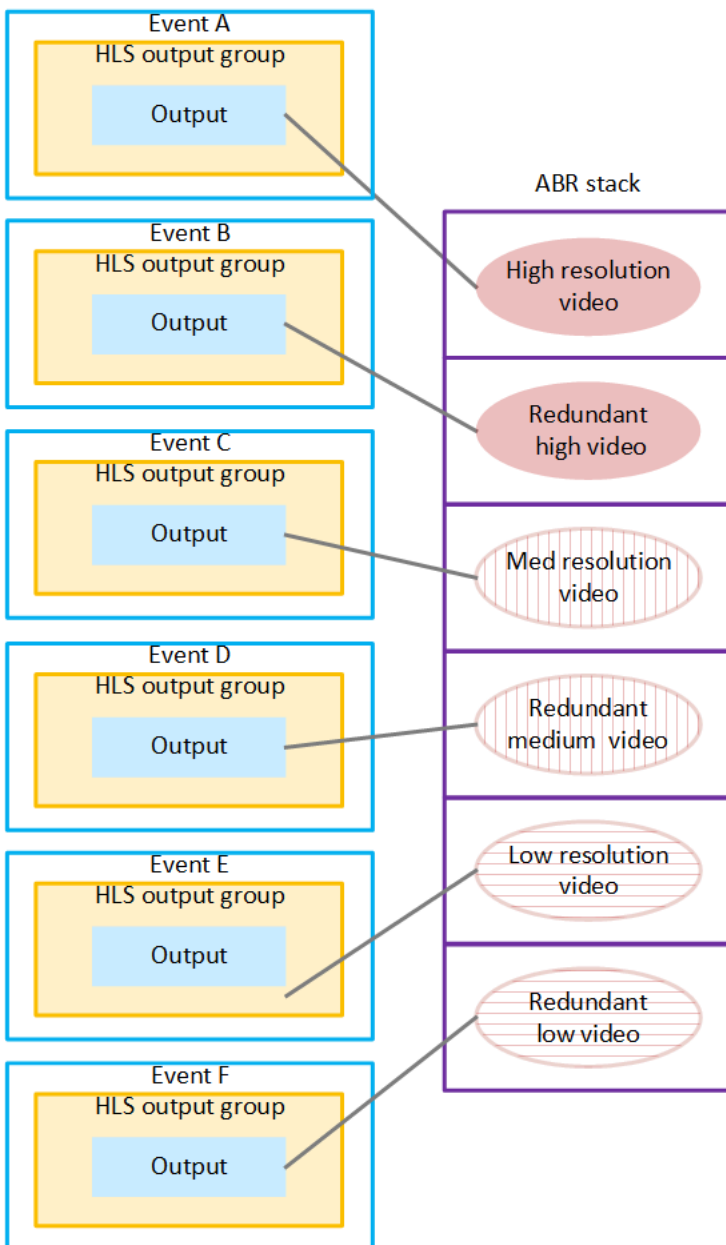 Event A
HLS output group
Output
Event B
HLS output group
Output
Event C
HLS output group
Output
Event D
HLS output group
Output
Event E
HLS output group
Output
Event F
HLS output group
Output
ABR stack
High resolution
video
Redundant
high video
Med resolution
video
Redundant
medium video
Low resolution
video
Redundant
low video